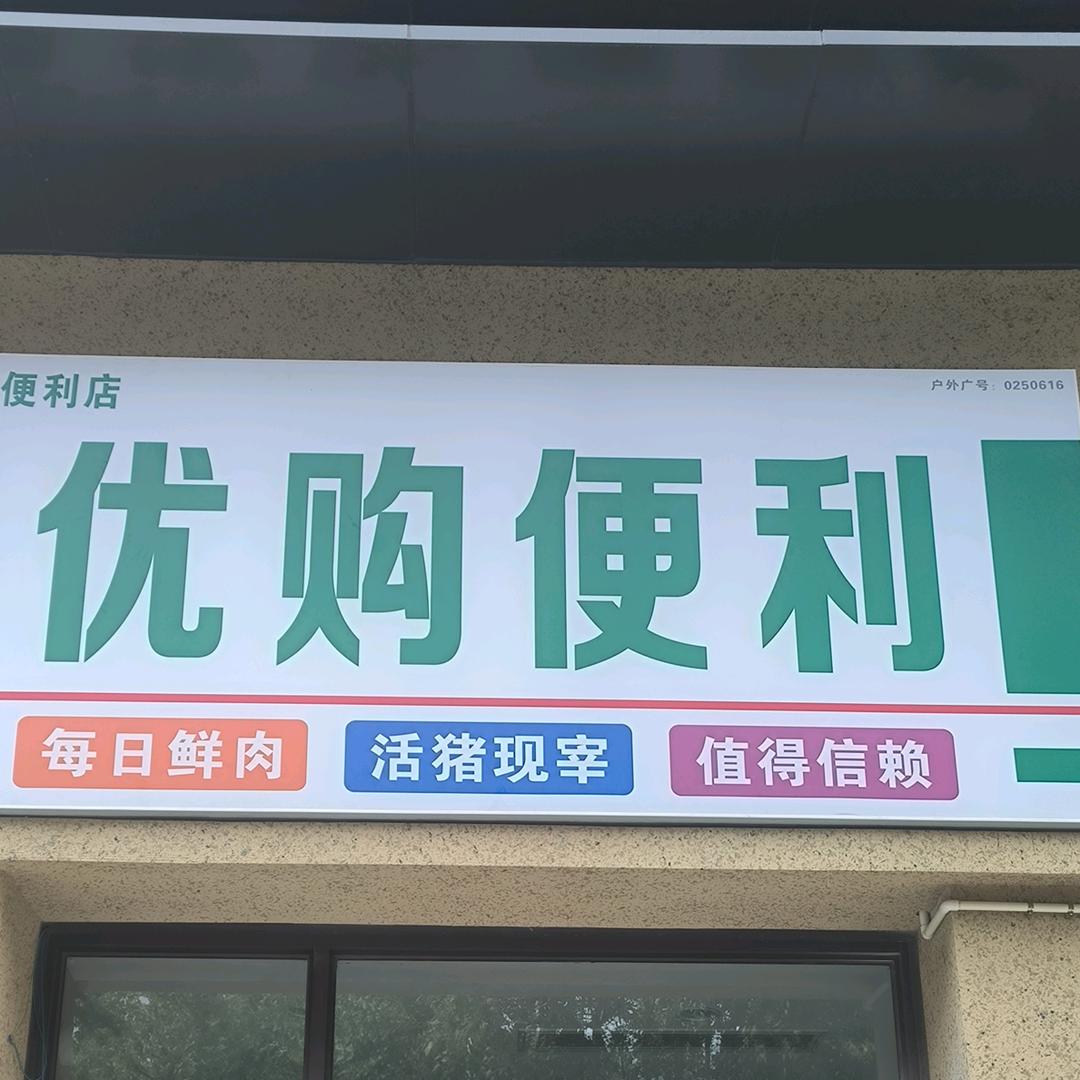 便利店
户外广号：0250616
优购便利
每日鲜肉
活猪现宰
值得信赖